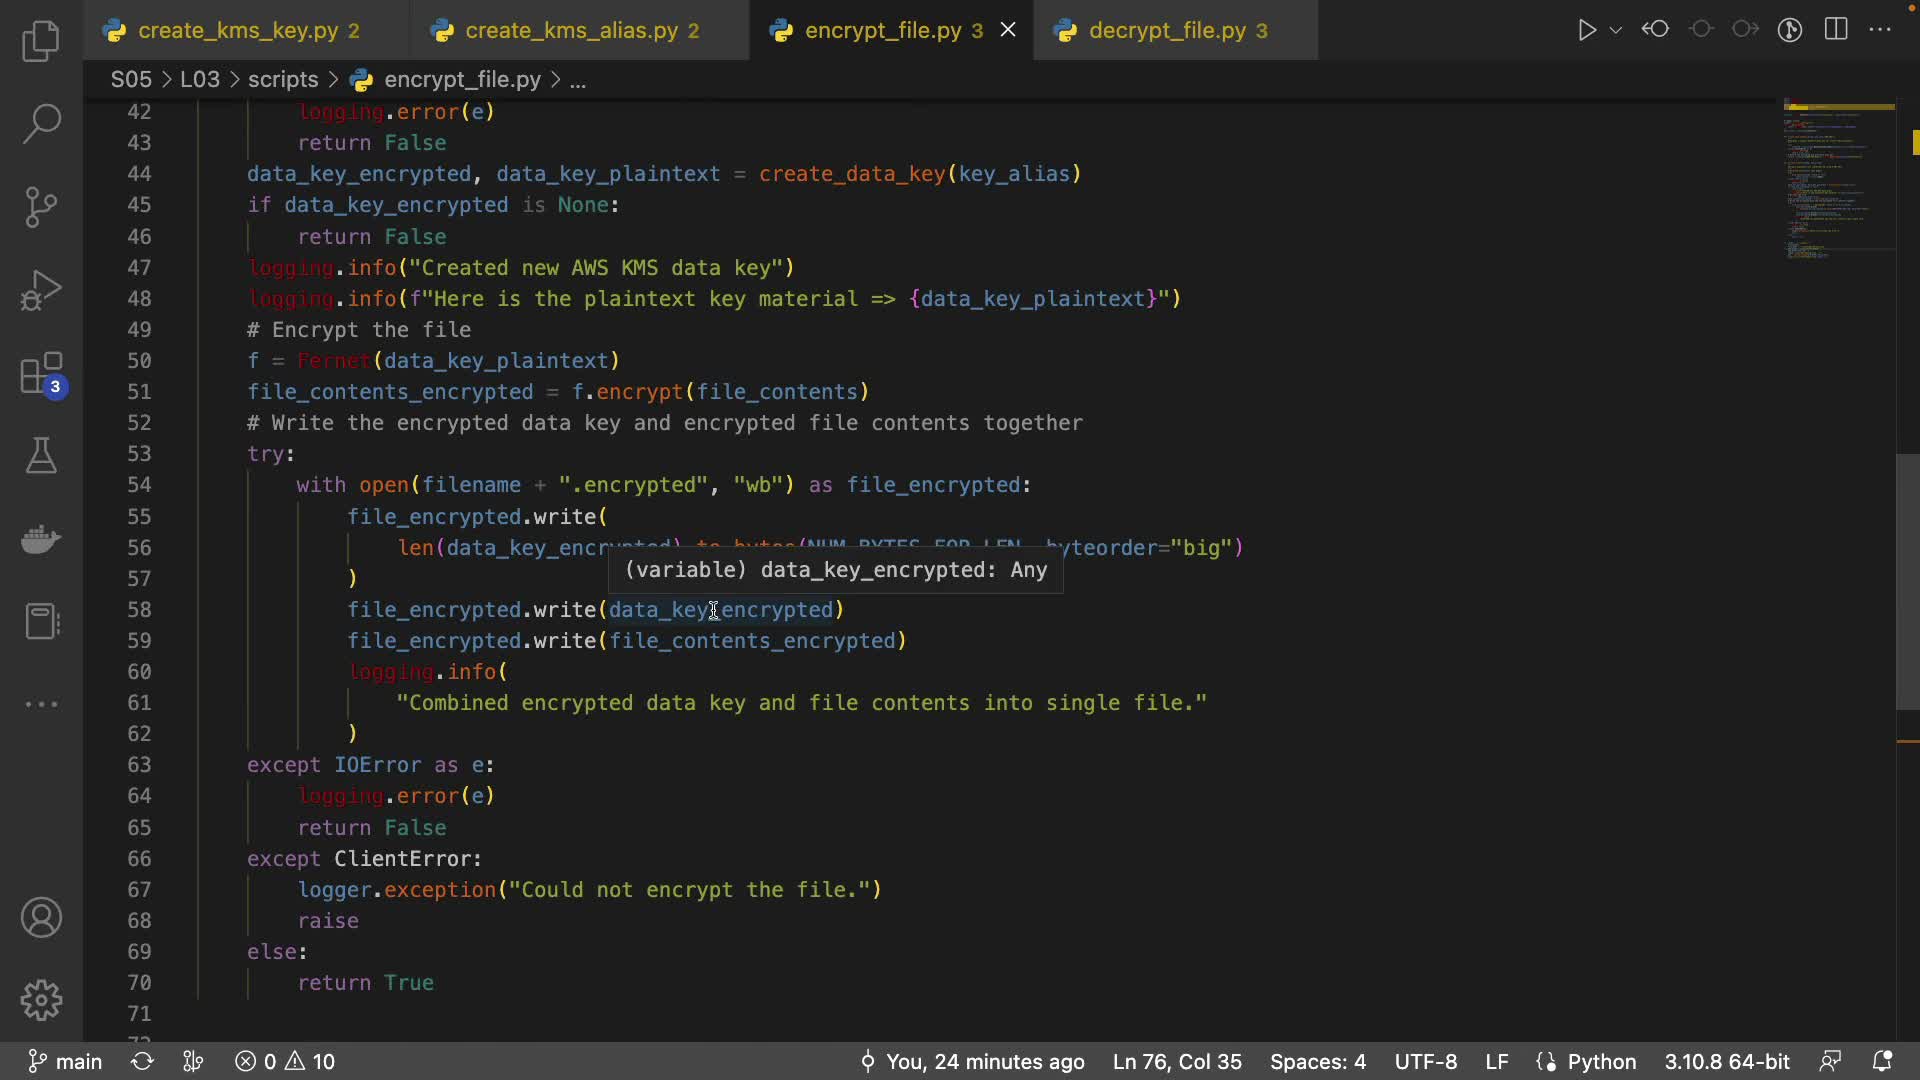 create_kms_key.py 2 create_kms_alias.py 2 encrypt_file.py 3 decrypt_file.py 3
S05 > L03 > scripts > encrypt_file.py > ...
42 logging.error(e)
43 return False
44 data_key_encrypted, data_key_plaintext = create_data_key(key_alias)
45 if data_key_encrypted is None:
46 return False
47 logging.info("Created new AWS KMS data key")
48 logging.info(f"Here is the plaintext key material => {data_key_plaintext}")
49 # Encrypt the file
50 f = Fernet(data_key_plaintext)
51 file_contents_encrypted = f.encrypt(file_contents)
52 # Write the encrypted data key and encrypted file contents together
53 try:
54 with open(filename + ".encrypted", "wb") as file_encrypted:
55 file_encrypted.write(
56 len(data_key_encrypted).to_bytes(NUM_BYTES_FOR_LEN, byteorder="big")
(variable) data_key_encrypted: Any
57 )
58 file_encrypted.write(data_key_encrypted)
59 file_encrypted.write(file_contents_encrypted)
60 logging.info(
61 "Combined encrypted data key and file contents into single file."
62 )
63 except IOError as e:
64 logging.error(e)
65 return False
66 except ClientError:
67 logger.exception("Could not encrypt the file.")
68 raise
69 else:
70 return True
71
3
main 0 10 You, 24 minutes ago Ln 76, Col 35 Spaces: 4 UTF-8 LF Python 3.10.8 64-bit